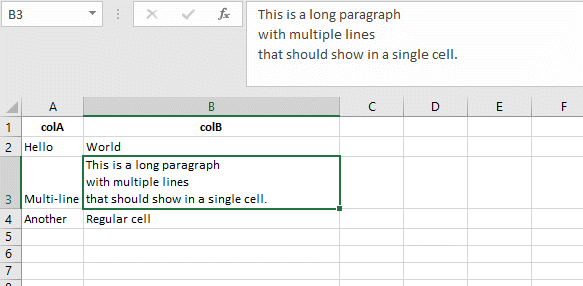 B3
fx
This is a long paragraph
with multiple lines
that should show in a single cell.
A B C D E F
1 colA colB
2 Hello World
This is a long paragraph
with multiple lines
3 Multi-line that should show in a single cell.
4 Another Regular cell
5
6
7